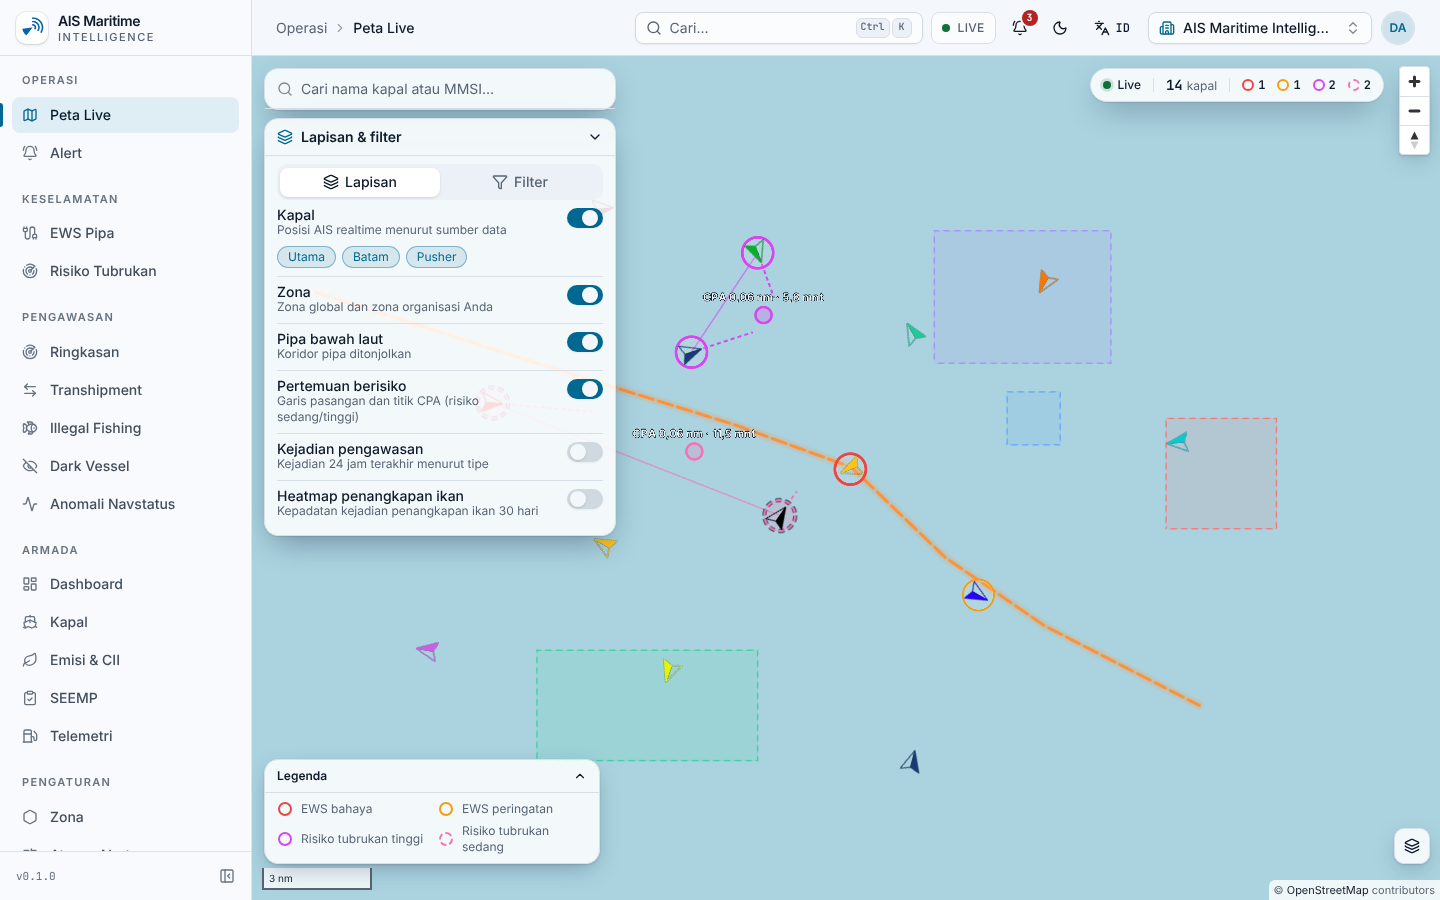 AIS Maritime
INTELLIGENCE
Operasi
Peta Live
Cari...
Ctrl K
LIVE
3
ID
AIS Maritime Intellig...
DA
OPERASI
Peta Live
Alert
KESELAMATAN
EWS Pipa
Risiko Tubrukan
PENGAWASAN
Ringkasan
Transhipment
Illegal Fishing
Dark Vessel
Anomali Navstatus
ARMADA
Dashboard
Kapal
Emisi & CII
SEEMP
Telemetri
PENGATURAN
Zona
v0.1.0
Cari nama kapal atau MMSI...
Lapisan & filter
Lapisan
Filter
Kapal
Posisi AIS realtime menurut sumber data
Utama
Batam
Pusher
Zona
Zona global dan zona organisasi Anda
Pipa bawah laut
Koridor pipa ditonjolkan
Pertemuan berisiko
Garis pasangan dan titik CPA (risiko
sedang/tinggi)
Kejadian pengawasan
Kejadian 24 jam terakhir menurut tipe
Heatmap penangkapan ikan
Kepadatan kejadian penangkapan ikan 30 hari
Live
14 kapal
1
1
2
2
CPA 0,06 nm · 5,6 mnt
CPA 0,06 nm · 11,5 mnt
Legenda
EWS bahaya
EWS peringatan
Risiko tubrukan tinggi
Risiko tubrukan
sedang
3 nm
© OpenStreetMap contributors